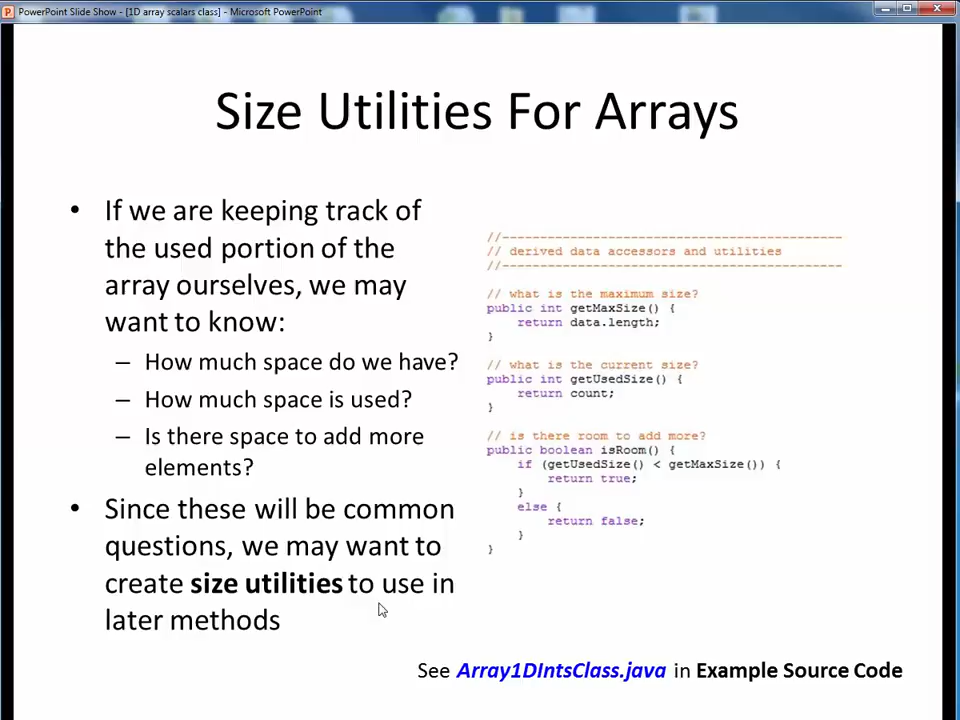 PowerPoint Slide Show - [1D array scalars class] - Microsoft PowerPoint
Size Utilities For Arrays
• If we are keeping track of
the used portion of the
array ourselves, we may
want to know:
– How much space do we have?
– How much space is used?
– Is there space to add more
elements?
• Since these will be common
questions, we may want to
create size utilities to use in
later methods
//---------------------------------------------
// derived data accessors and utilities
//---------------------------------------------
// what is the maximum size?
public int getMaxSize() {
return data.length;
}
// what is the current size?
public int getUsedSize() {
return count;
}
// is there room to add more?
public boolean isRoom() {
if (getUsedSize() < getMaxSize()) {
return true;
}
else {
return false;
}
}
See Array1DIntsClass.java in Example Source Code